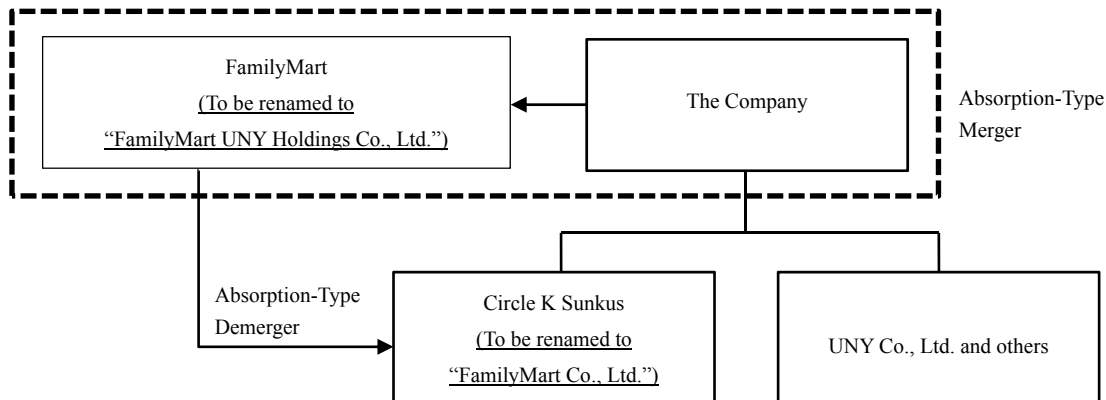 FamilyMart
(To be renamed to
“FamilyMart UNY Holdings Co., Ltd.”)
The Company
Absorption-Type
Merger
Absorption-Type
Demerger
Circle K Sunkus
(To be renamed to
“FamilyMart Co., Ltd.”)
UNY Co., Ltd. and others